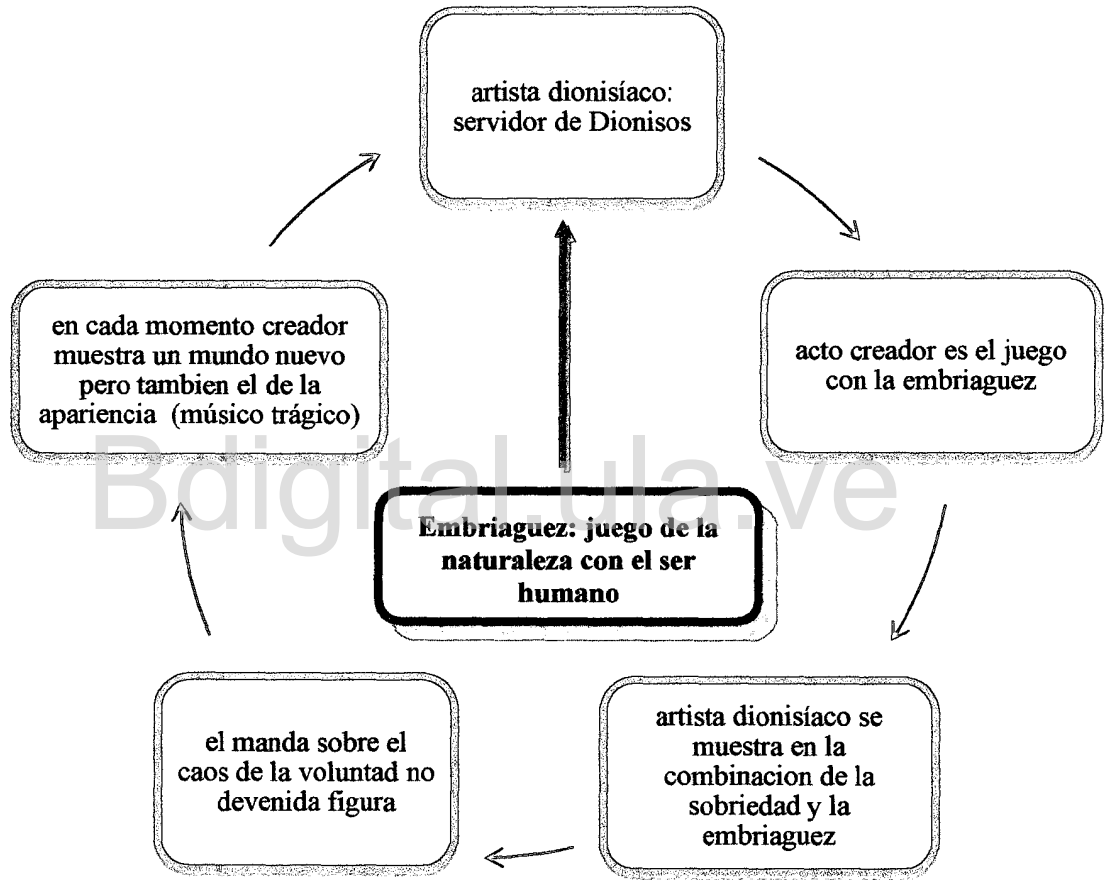 artista dionisíaco:
servidor de Dionisos
acto creador es el juego
con la embriaguez
artista dionisíaco se
muestra en la
combinacion de la
sobriedad y la
embriaguez
el manda sobre el
caos de la voluntad no
devenida figura
en cada momento creador
muestra un mundo nuevo
pero tambien el de la
apariencia (músico trágico)
Embriaguez: juego de la
naturaleza con el ser
humano
Bdigital.ula.ve